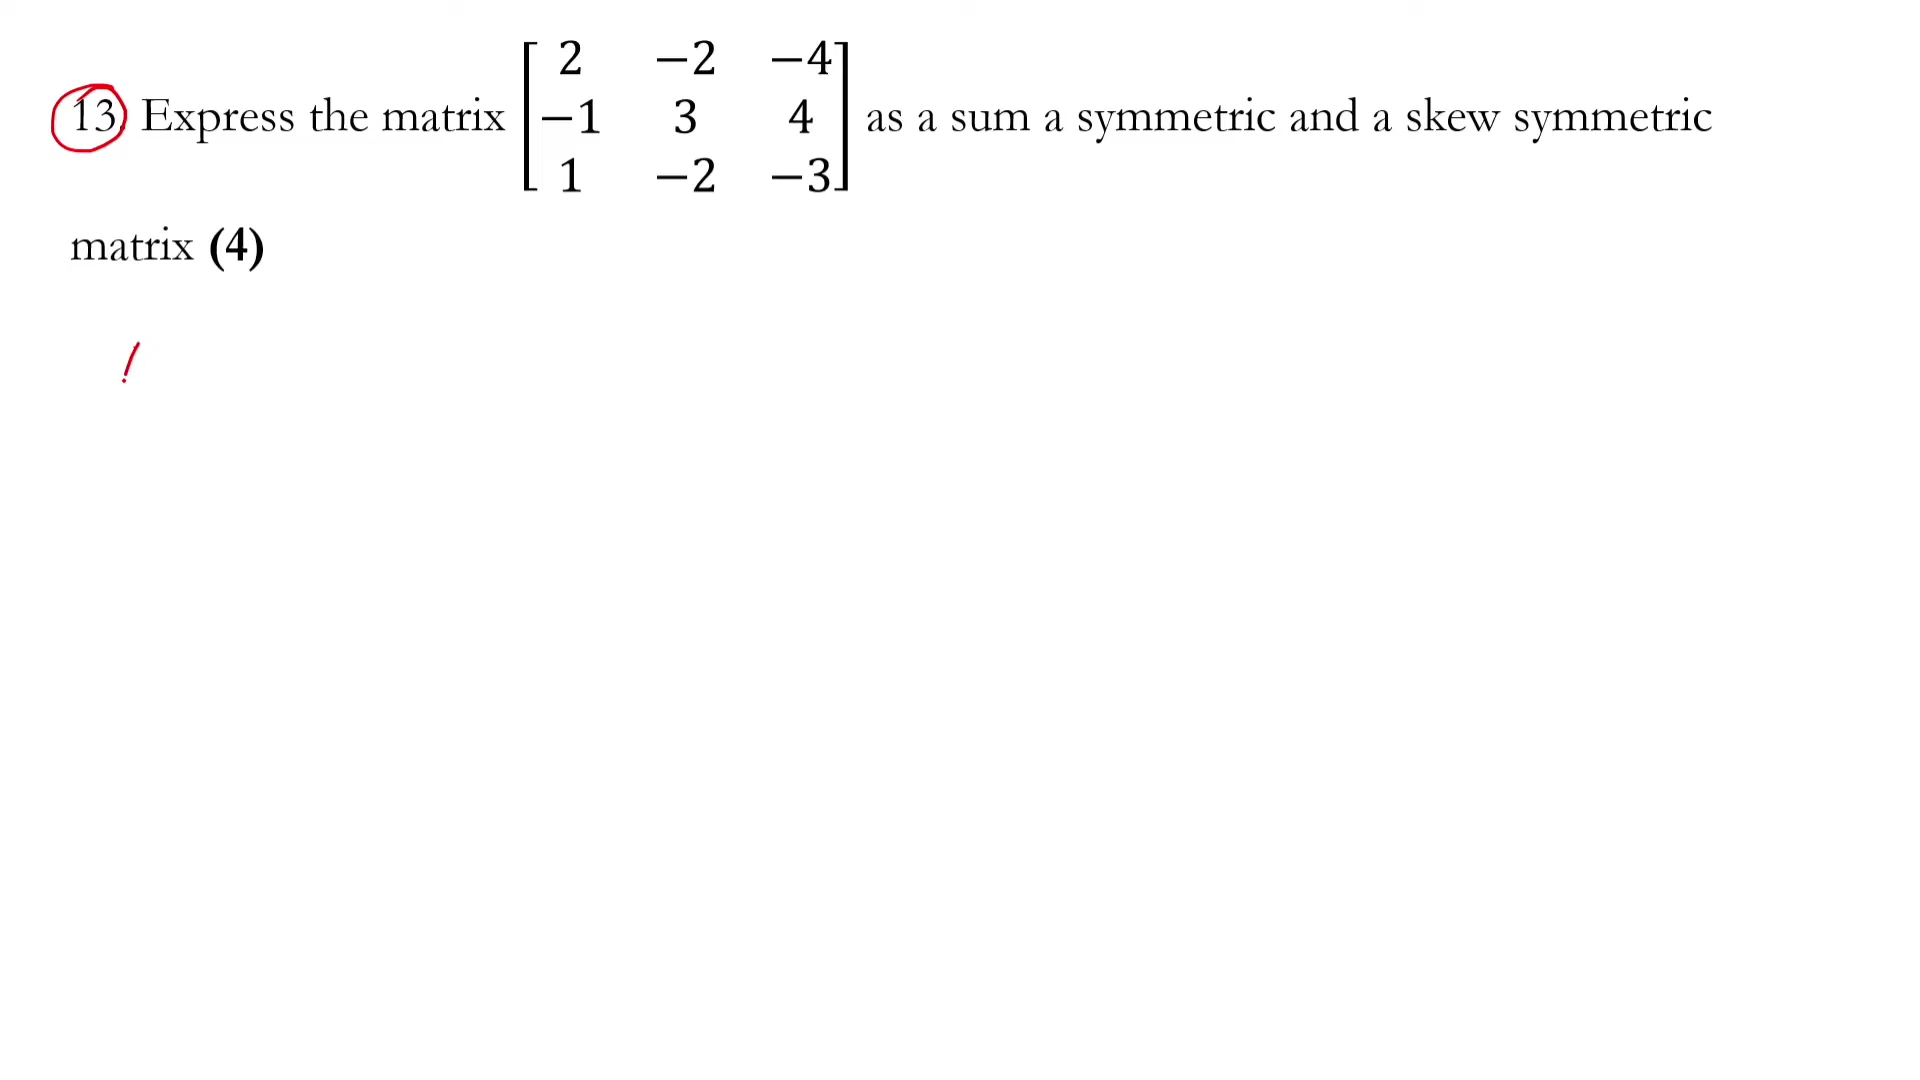 13. Express the matrix [2 −2 −4; −1 3 4; 1 −2 −3] as a sum a symmetric and a skew symmetric
matrix (4)